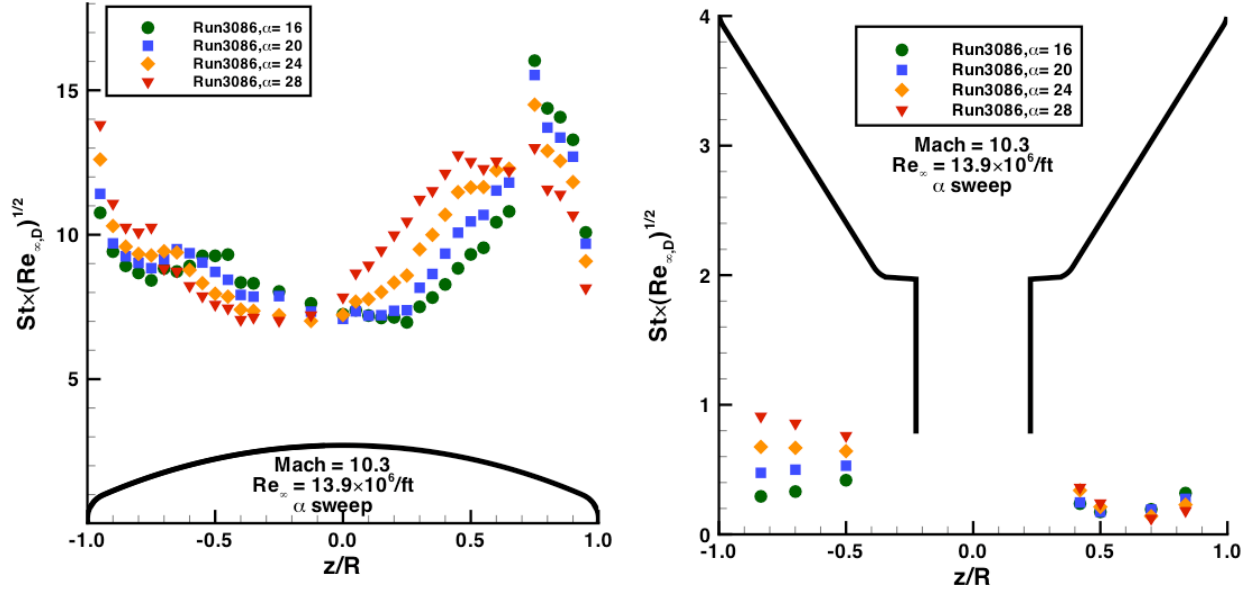 Run3086,α= 16
Run3086,α= 20
Run3086,α= 24
Run3086,α= 28
15
10
5
St×(Re∞,D)1/2
Mach = 10.3
Re∞ = 13.9×106/ft
α sweep
-1.0 -0.5 0.0 0.5 1.0
z/R
4
3
2
1
0
St×(Re∞,D)1/2
Run3086,α= 16
Run3086,α= 20
Run3086,α= 24
Run3086,α= 28
Mach = 10.3
Re∞ = 13.9×106/ft
α sweep
-1.0 -0.5 0.0 0.5 1.0
z/R